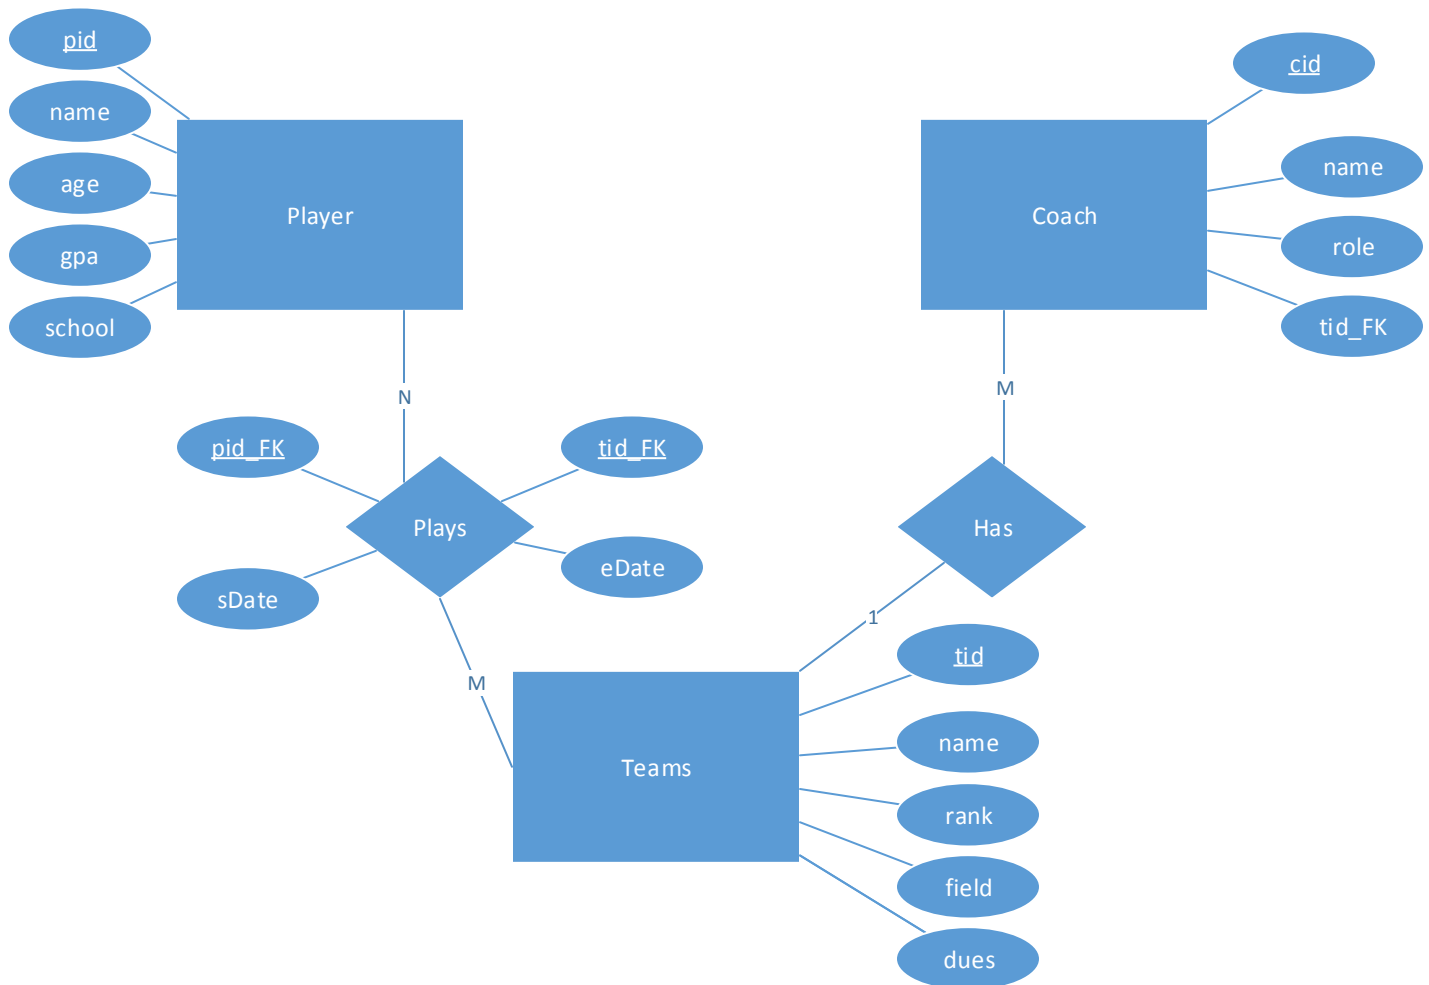 pid
name
age
gpa
school
Player
cid
name
role
tid_FK
Coach
N
M
pid_FK
tid_FK
Plays
sDate
eDate
Has
1
M
Teams
tid
name
rank
field
dues